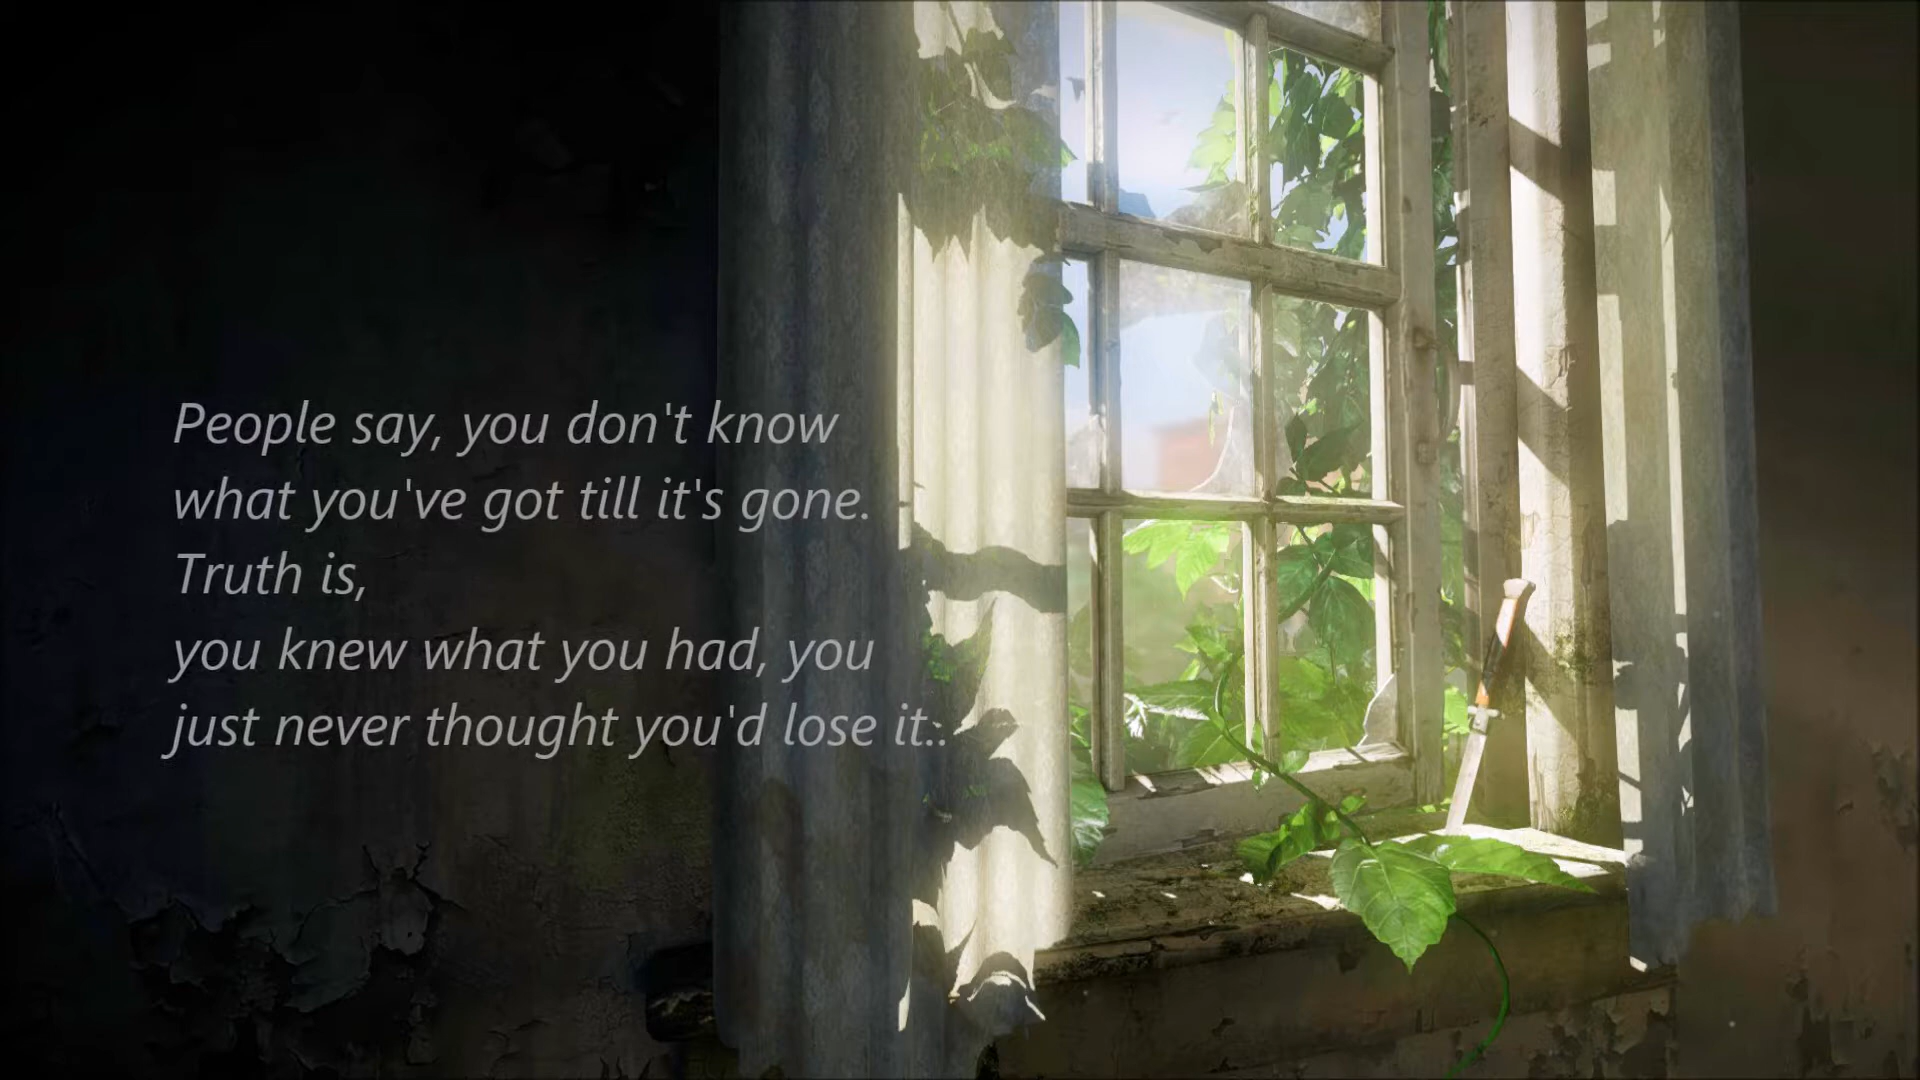 People say, you don't know
what you've got till it's gone.
Truth is,
you knew what you had, you
just never thought you'd lose it..